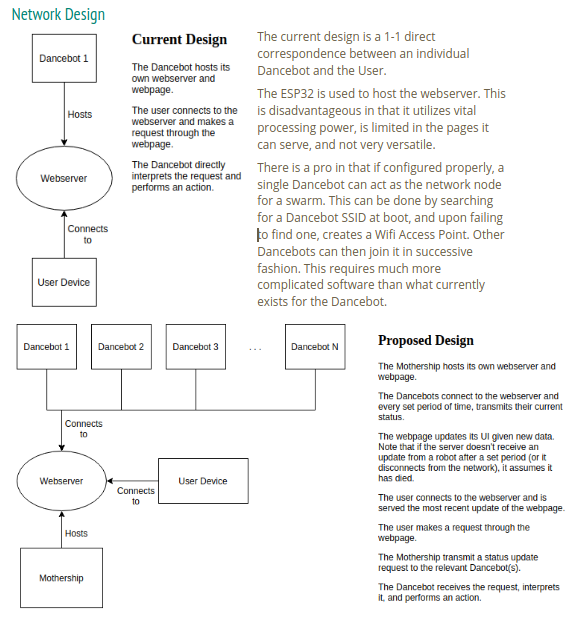 Network Design
Dancebot 1
Hosts
Webserver
Connects
to
User Device
Current Design
The Dancebot hosts its
own webserver and
webpage.
The user connects to the
webserver and makes a
request through the
webpage.
The Dancebot directly
interprets the request and
performs an action.
The current design is a 1-1 direct
correspondence between an individual
Dancebot and the User.
The ESP32 is used to host the webserver. This
is disadvantageous in that it utilizes vital
processing power, is limited in the pages it
can serve, and not very versatile.
There is a pro in that if configured properly, a
single Dancebot can act as the network node
for a swarm. This can be done by searching
for a Dancebot SSID at boot, and upon failing
to find one, creates a Wifi Access Point. Other
Dancebots can then join it in successive
fashion. This requires much more
complicated software than what currently
exists for the Dancebot.
Dancebot 1
Dancebot 2
Dancebot 3
...
Dancebot N
Connects
to
Webserver
Connects
to
User Device
Hosts
Mothership
Proposed Design
The Mothership hosts its own webserver and
webpage.
The Dancebots connect to the webserver and
every set period of time, transmits their current
status.
The webpage updates its UI given new data.
Note that if the server doesn't receive an
update from a robot after a set period (or it
disconnects from the network), it assumes it
has died.
The user connects to the webserver and is
served the most recent update of the webpage.
The user makes a request through the
webpage.
The Mothership transmit a status update
request to the relevant Dancebot(s).
The Dancebot receives the request, interprets
it, and performs an action.